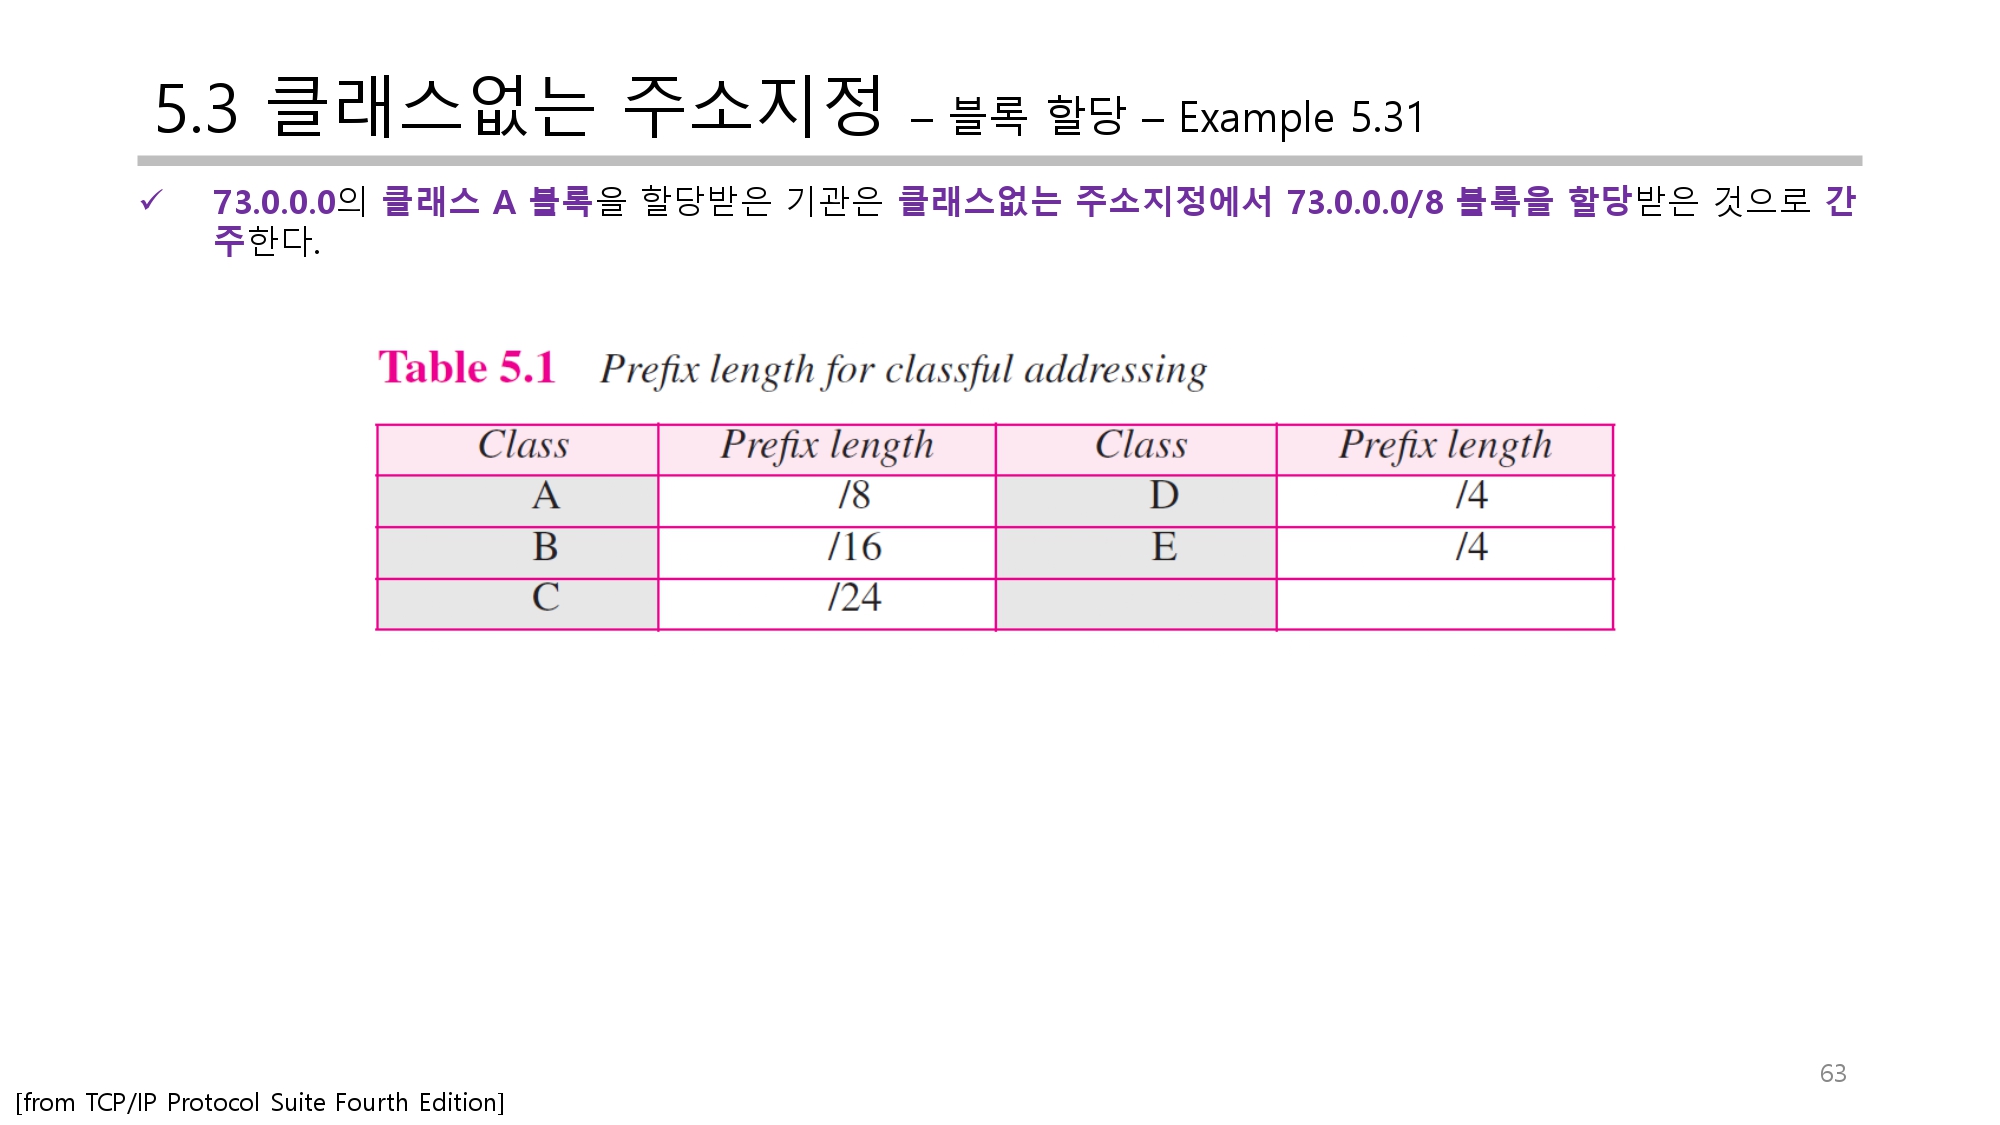 5.3 클래스없는 주소지정 – 블록 할당 – Example 5.31
✓ 73.0.0.0의 클래스 A 블록을 할당받은 기관은 클래스없는 주소지정에서 73.0.0.0/8 블록을 할당받은 것으로 간
주한다.
Table 5.1 Prefix length for classful addressing
Class Prefix length Class Prefix length
A /8 D /4
B /16 E /4
C /24
63
[from TCP/IP Protocol Suite Fourth Edition]